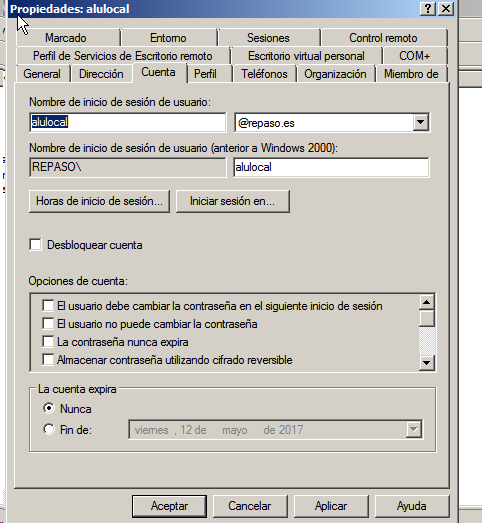 Propiedades: alulocal
Marcado Entorno Sesiones Control remoto
Perfil de Servicios de Escritorio remoto Escritorio virtual personal COM+
General Dirección Cuenta Perfil Teléfonos Organización Miembro de
Nombre de inicio de sesión de usuario:
alulocal @repaso.es
Nombre de inicio de sesión de usuario (anterior a Windows 2000):
REPASO\ alulocal
Horas de inicio de sesión... Iniciar sesión en...
Desbloquear cuenta
Opciones de cuenta:
El usuario debe cambiar la contraseña en el siguiente inicio de sesión
El usuario no puede cambiar la contraseña
La contraseña nunca expira
Almacenar contraseña utilizando cifrado reversible
La cuenta expira
Nunca
Fin de: viernes , 12 de mayo de 2017
Aceptar Cancelar Aplicar Ayuda